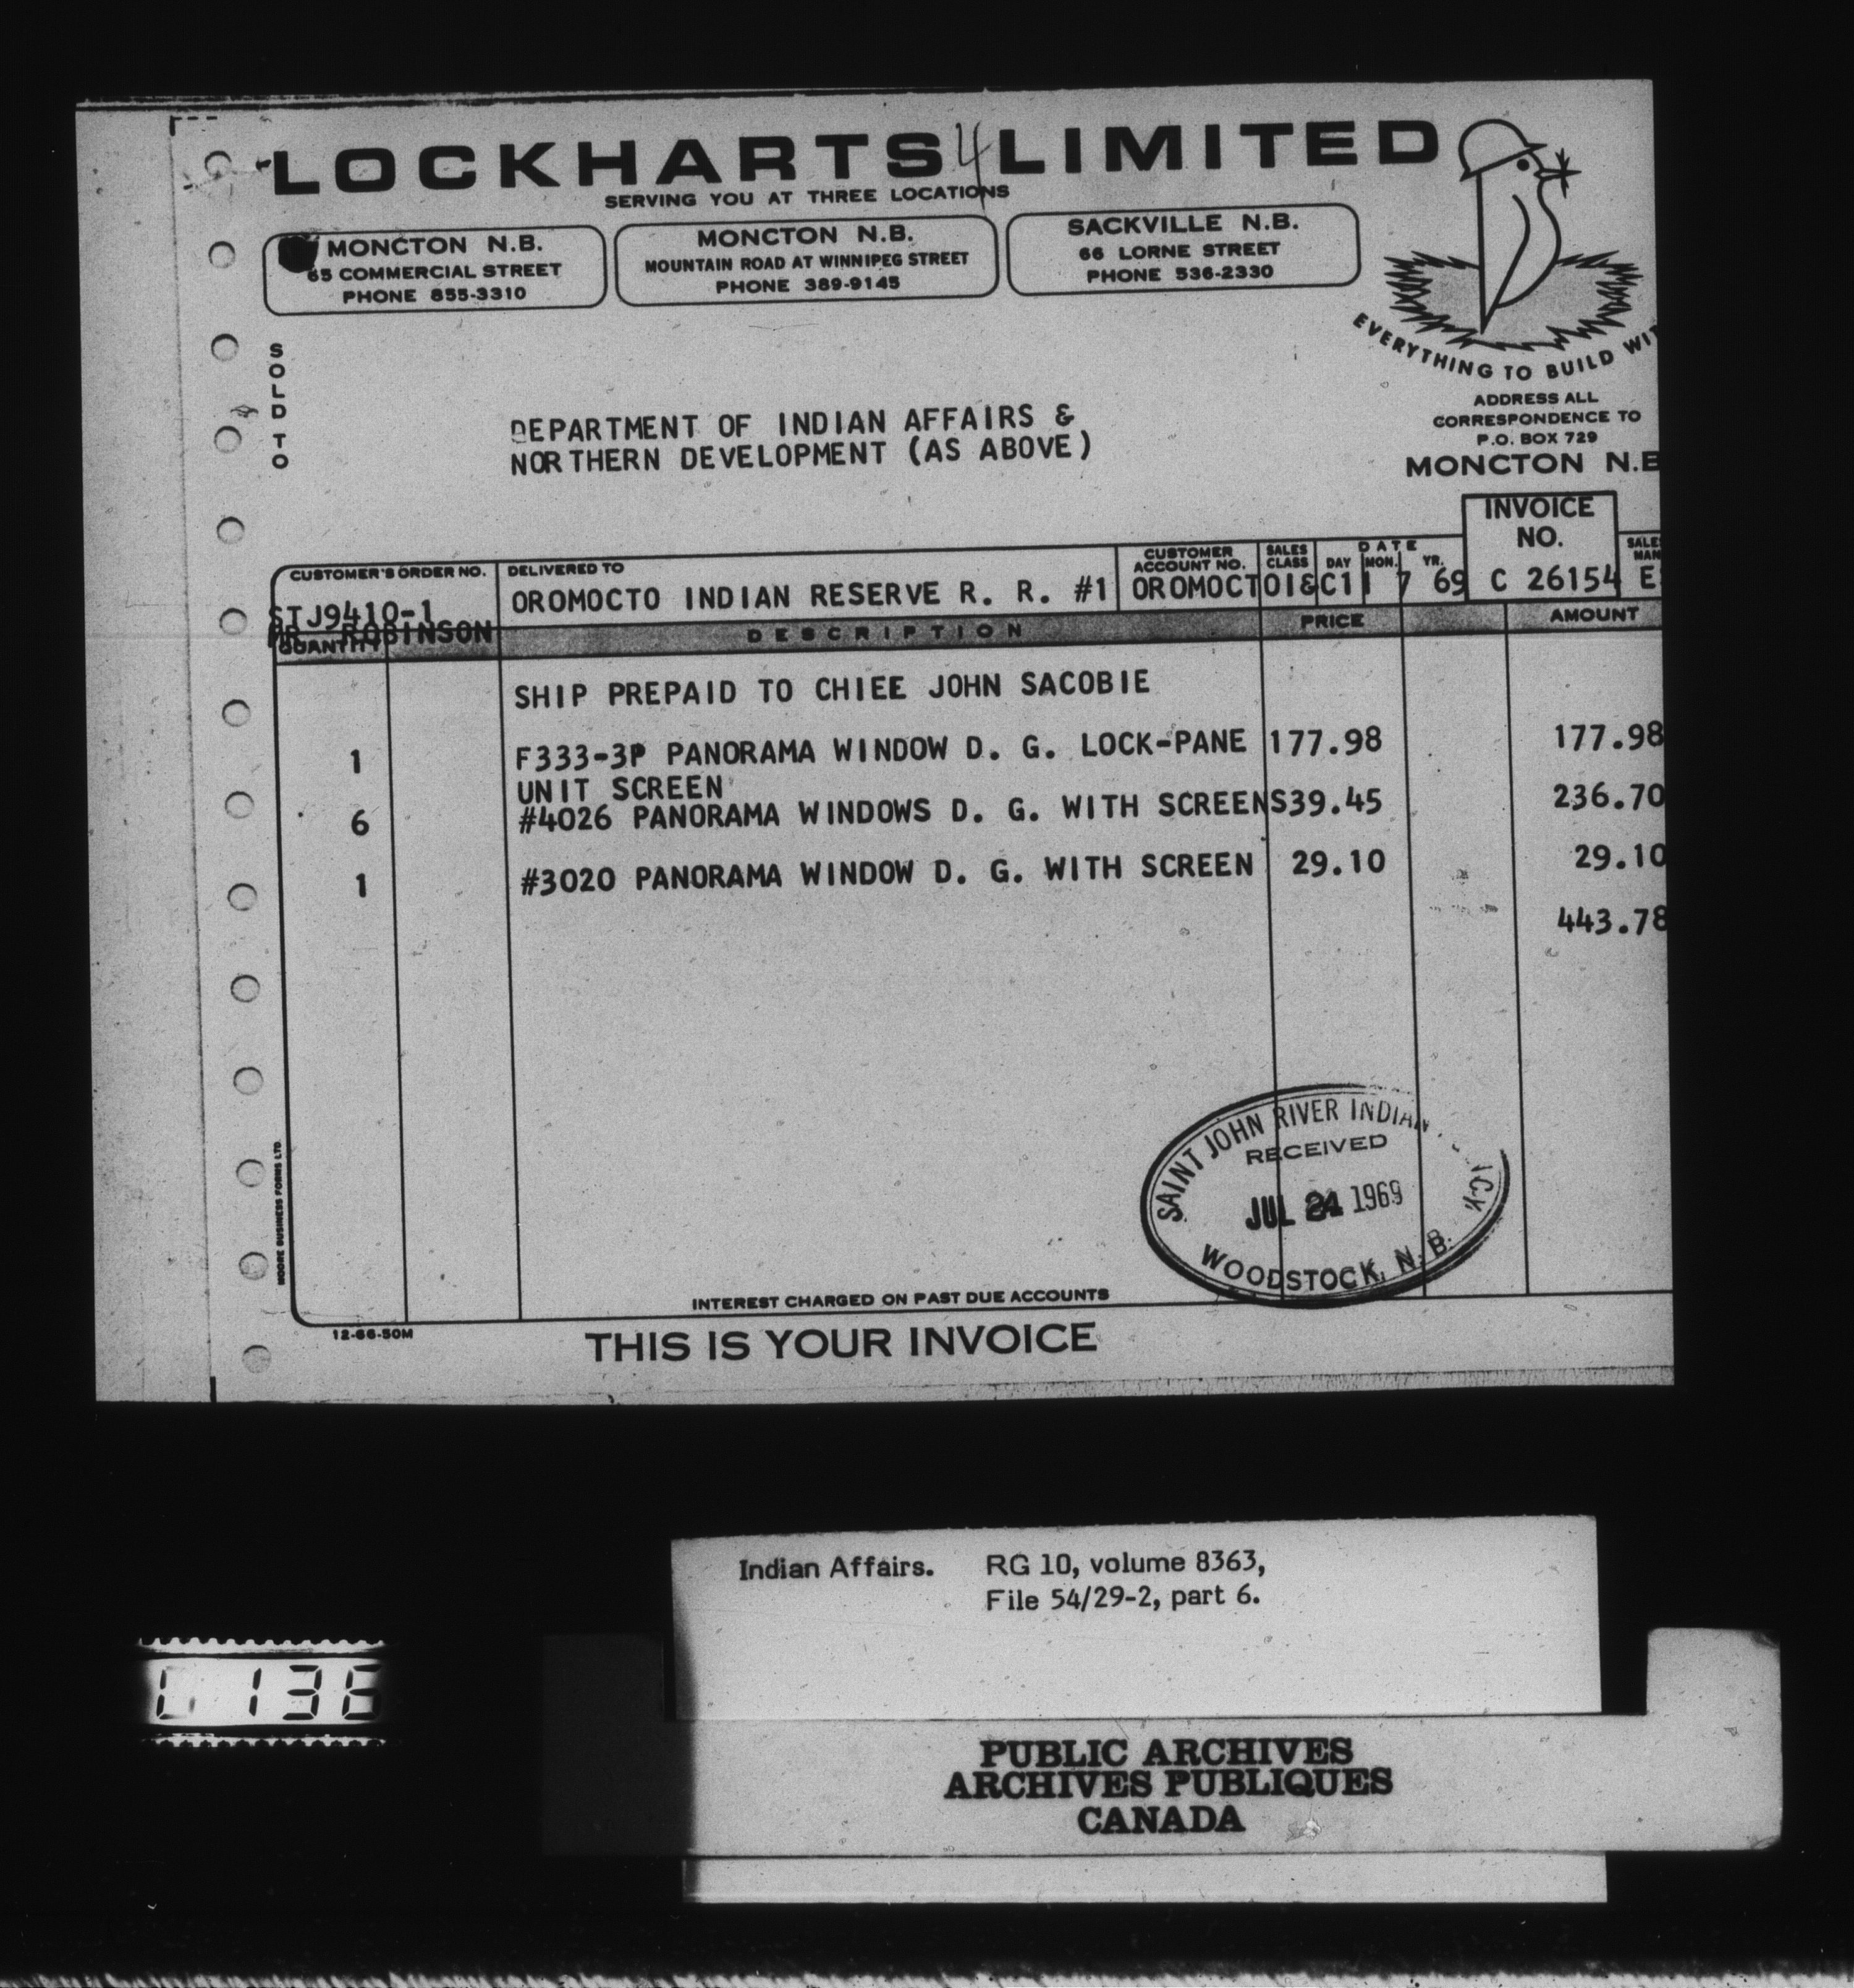 LOCKHARTS 4 LIMITED
SERVING YOU AT THREE LOCATIONS
MONCTON N.B.
65 COMMERCIAL STREET
PHONE 855-3310
MONCTON N.B.
MOUNTAIN ROAD AT WINNIPEG STREET
PHONE 389-9145
SACKVILLE N.B.
66 LORNE STREET
PHONE 536-2330
EVERYTHING TO BUILD WIT
ADDRESS ALL
CORRESPONDENCE TO
P.O. BOX 729
MONCTON N.B
SOLD TO
DEPARTMENT OF INDIAN AFFAIRS &
NORTHERN DEVELOPMENT (AS ABOVE)
INVOICE
NO.
C 26154
CUSTOMER'S ORDER NO.
STJ9410-1
MR. ROBINSON
DELIVERED TO
OROMOCTO INDIAN RESERVE R. R. #1
CUSTOMER
ACCOUNT NO.
SALES
CLASS
DATE
DAY MON. YR.
OROMOCTOI&C11 7 69
SALES
MAN
E
QUANTITY DESCRIPTION PRICE AMOUNT
SHIP PREPAID TO CHIEE JOHN SACOBIE
1 F333-3P PANORAMA WINDOW D. G. LOCK-PANE 177.98 177.98
UNIT SCREEN
6 #4026 PANORAMA WINDOWS D. G. WITH SCREENS39.45 236.70
1 #3020 PANORAMA WINDOW D. G. WITH SCREEN 29.10 29.10
443.78
SAINT JOHN RIVER INDIAN
RECEIVED
JUL 1969
WOODSTOCK, N. B.
MOORE BUSINESS FORMS LTD.
INTEREST CHARGED ON PAST DUE ACCOUNTS
12-66-50M
THIS IS YOUR INVOICE
Indian Affairs. RG 10, volume 8363,
File 54/29-2, part 6.
136
PUBLIC ARCHIVES
ARCHIVES PUBLIQUES
CANADA